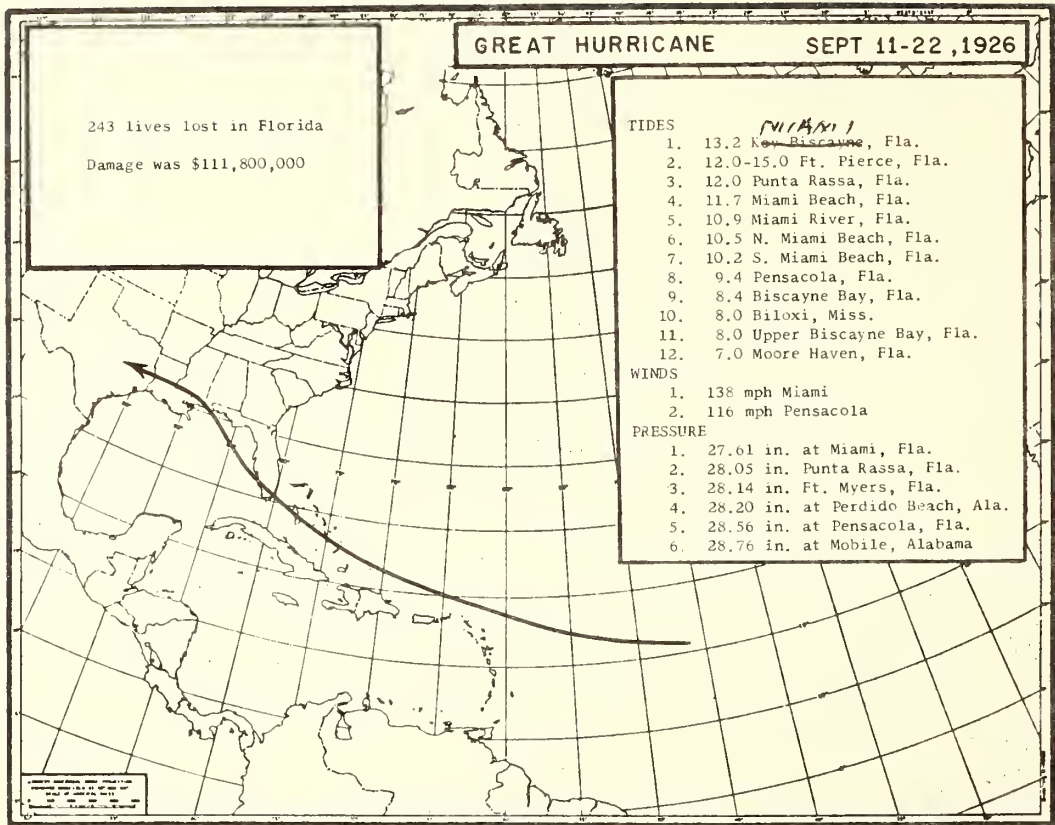 GREAT HURRICANE SEPT 11-22 ,1926
243 lives lost in Florida
Damage was $111,800,000
TIDES
MIAMI
1. 13.2 Key Biscayne, Fla.
2. 12.0-15.0 Ft. Pierce, Fla.
3. 12.0 Punta Rassa, Fla.
4. 11.7 Miami Beach, Fla.
5. 10.9 Miami River, Fla.
6. 10.5 N. Miami Beach, Fla.
7. 10.2 S. Miami Beach, Fla.
8. 9.4 Pensacola, Fla.
9. 8.4 Biscayne Bay, Fla.
10. 8.0 Biloxi, Miss.
11. 8.0 Upper Biscayne Bay, Fla.
12. 7.0 Moore Haven, Fla.
WINDS
1. 138 mph Miami
2. 116 mph Pensacola
PRESSURE
1. 27.61 in. at Miami, Fla.
2. 28.05 in. Punta Rassa, Fla.
3. 28.14 in. Ft. Myers, Fla.
4. 28.20 in. at Perdido Beach, Ala.
5. 28.56 in. at Pensacola, Fla.
6. 28.76 in. at Mobile, Alabama